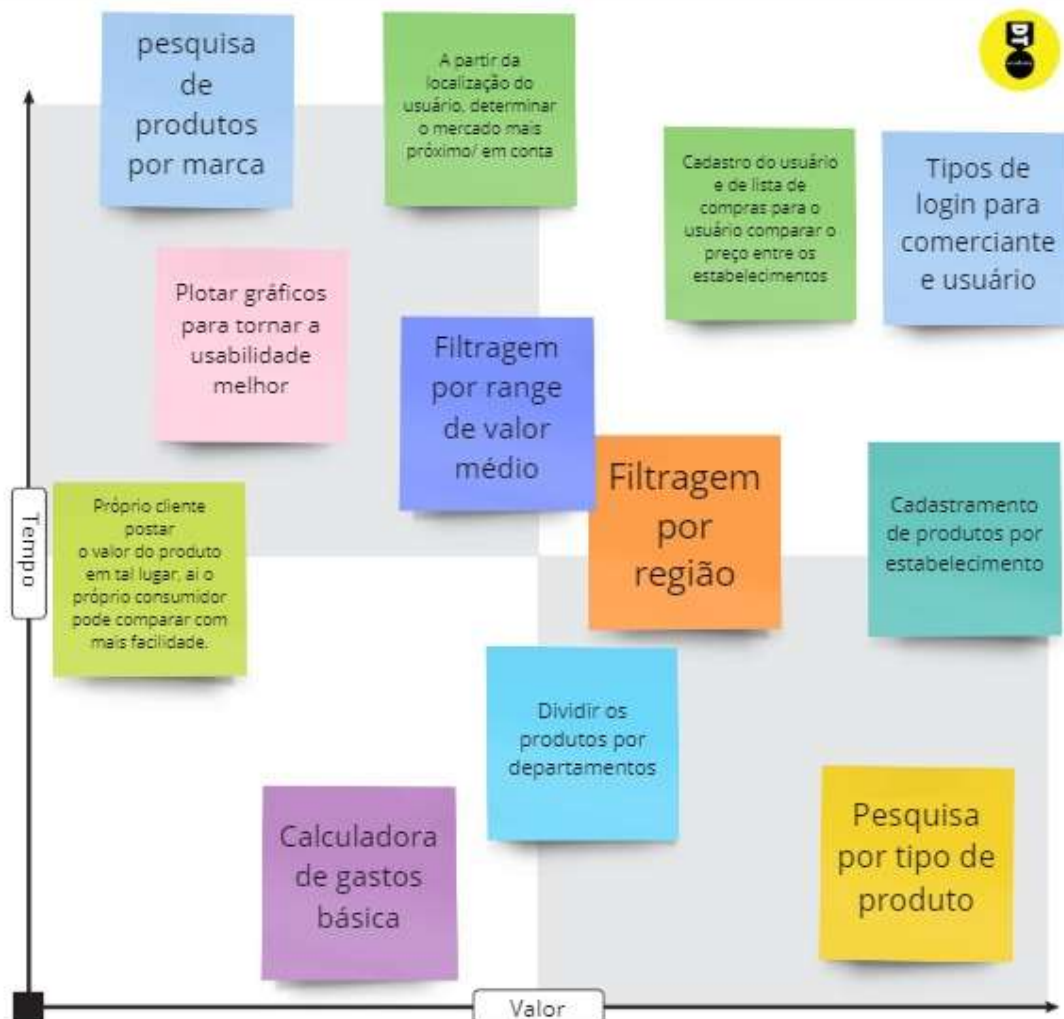 pesquisa
de
produtos
por marca
A partir da
localização do
usuário, determinar
o mercado mais
próximo/ em conta
DT
Cadastro do usuário
e de lista de
compras para o
usuário comparar o
preço entre os
estabelecimentos
Tipos de
login para
comerciante
e usuário
Plotar gráficos
para tornar a
usabilidade
melhor
Filtragem
por range
de valor
médio
Filtragem
por
região
Tempo
Próprio cliente
postar
o valor do produto
em tal lugar, ai o
próprio consumidor
pode comparar com
mais facilidade.
Cadastramento
de produtos por
estabelecimento
Dividir os
produtos por
departamentos
Calculadora
de gastos
básica
Pesquisa
por tipo de
produto
Valor